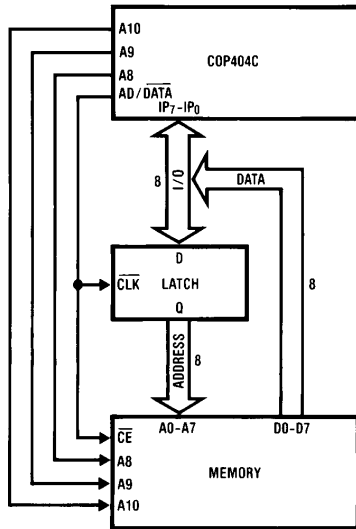 A10
A9
A8
AD/DATA
COP404C
IP7-IP0
8
I/O
DATA
8
D
CLK
LATCH
Q
ADDRESS
8
A0-A7
D0-D7
CE
A8
A9
A10
MEMORY